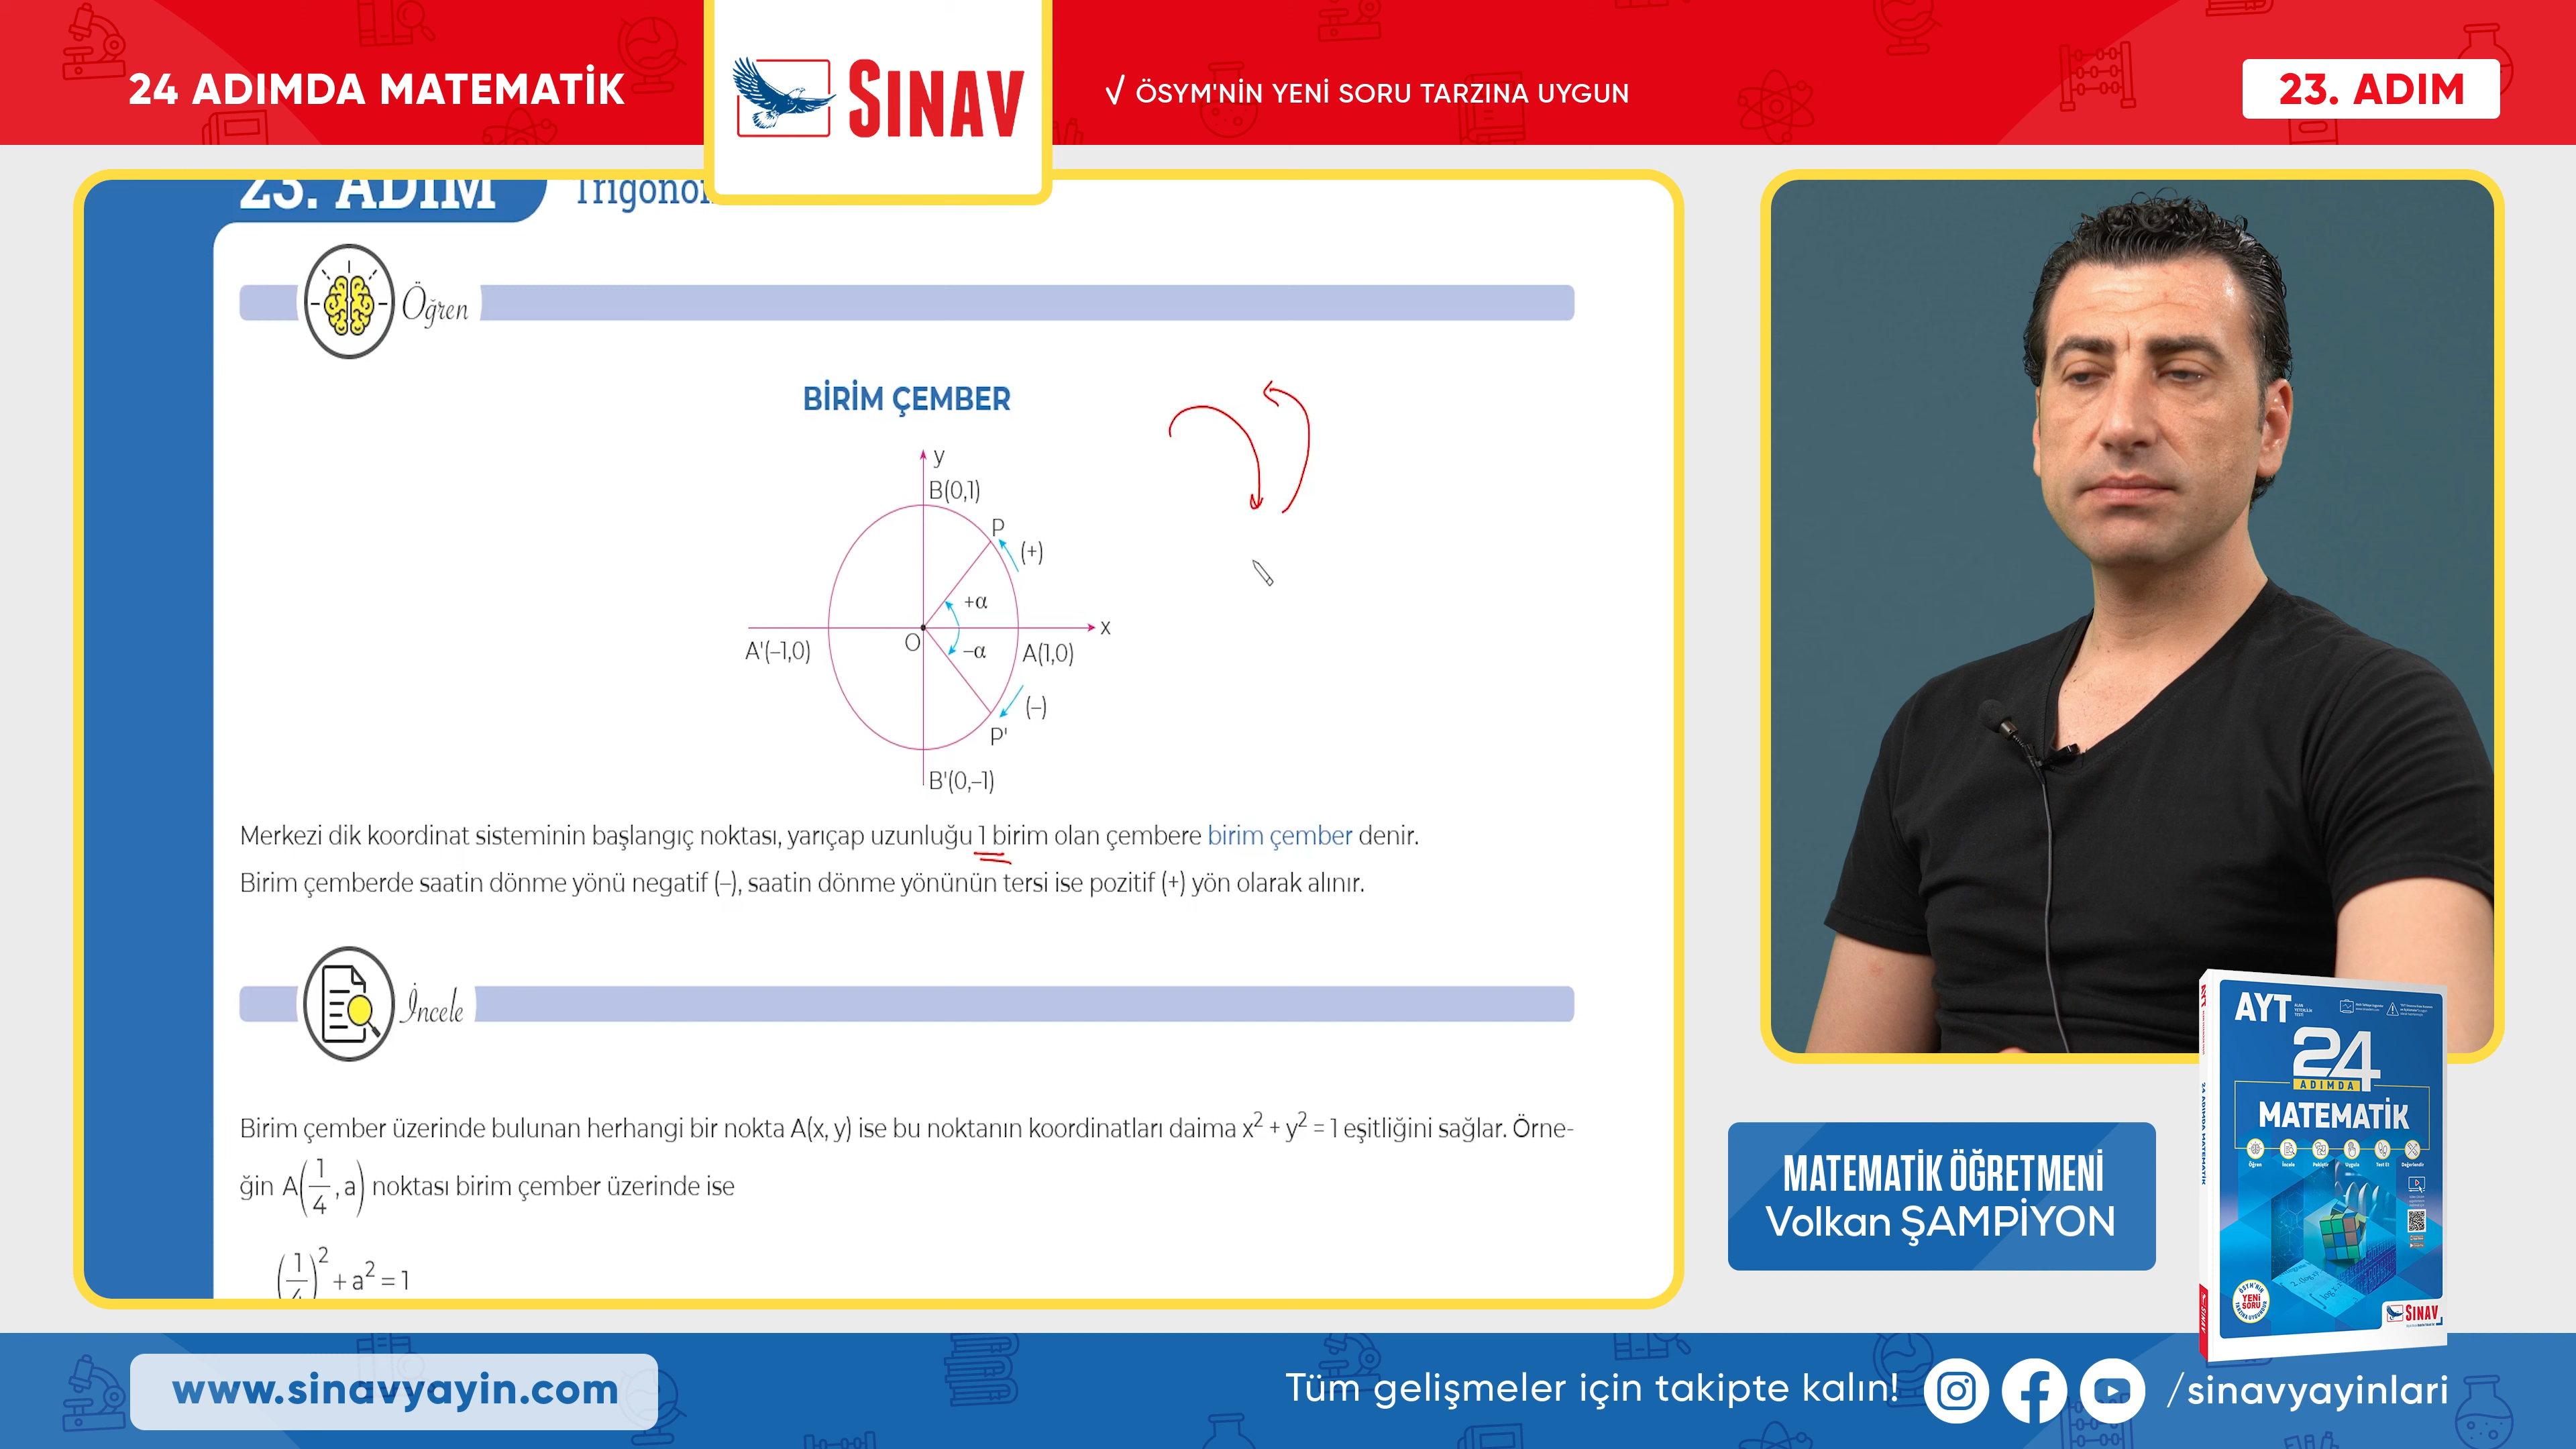 24 ADIMDA MATEMATİK
SINAV
√ ÖSYM'NİN YENİ SORU TARZINA UYGUN
23. ADIM
23. ADIM
Öğren
BİRİM ÇEMBER
y
B(0,1)
P
(+)
+α
x
O
A'(–1,0)
–α
A(1,0)
(–)
P'
B'(0,–1)
Merkezi dik koordinat sisteminin başlangıç noktası, yarıçap uzunluğu 1 birim olan çembere birim çember denir.
Birim çemberde saatin dönme yönü negatif (–), saatin dönme yönünün tersi ise pozitif (+) yön olarak alınır.
İncele
Birim çember üzerinde bulunan herhangi bir nokta A(x, y) ise bu noktanın koordinatları daima x² + y² = 1 eşitliğini sağlar. Örne-
ğin A(1/4, a) noktası birim çember üzerinde ise
(1/4)² + a² = 1
AYT
24
ADIMDA
MATEMATİK
YENİ
SORU
SINAV
MATEMATİK ÖĞRETMENİ
Volkan ŞAMPİYON
www.sinavyayin.com
Tüm gelişmeler için takipte kalın!
/sinavyayinlari